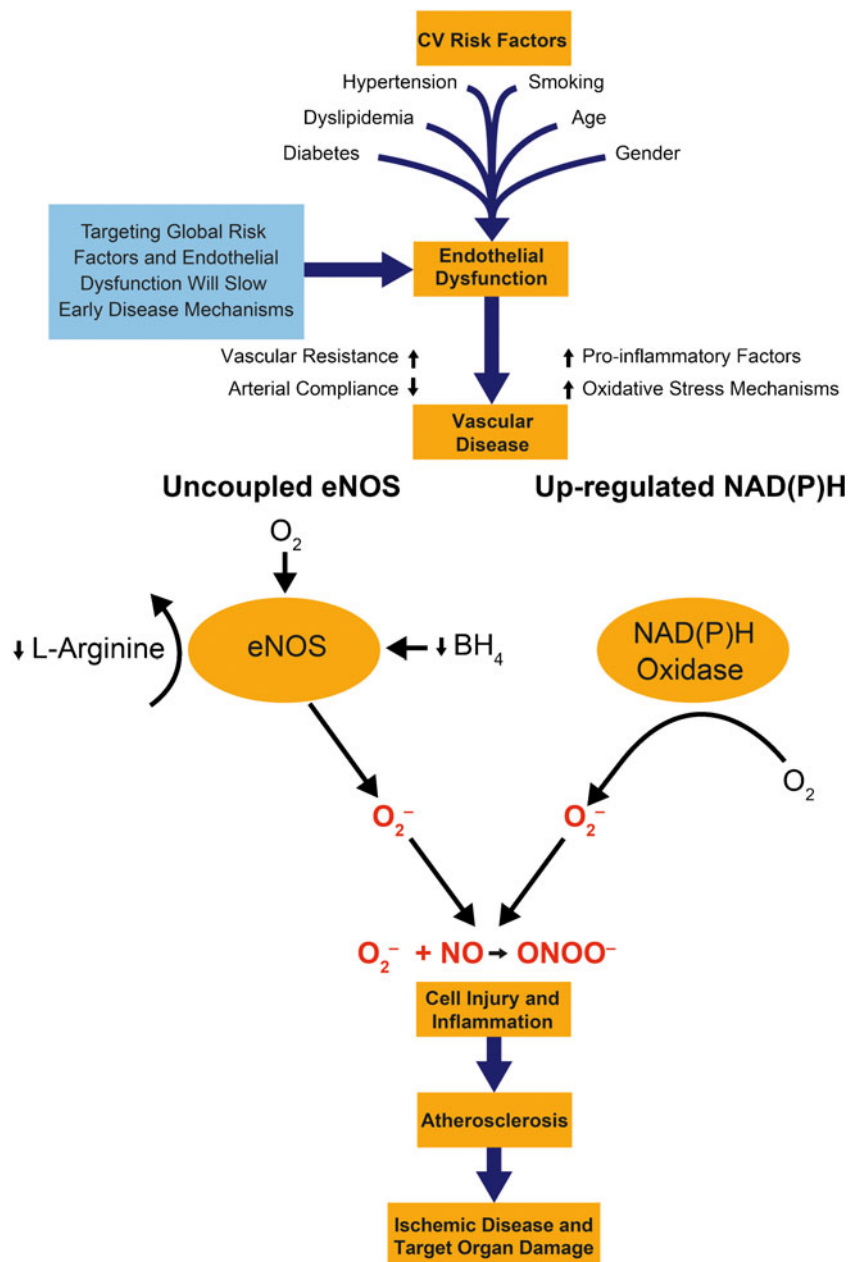 CV Risk Factors
Hypertension
Smoking
Dyslipidemia
Age
Diabetes
Gender
Targeting Global Risk
Factors and Endothelial
Dysfunction Will Slow
Early Disease Mechanisms
Endothelial
Dysfunction
Vascular Resistance ↑
↑ Pro-inflammatory Factors
Arterial Compliance ↓
↑ Oxidative Stress Mechanisms
Vascular
Disease
Uncoupled eNOS
Up-regulated NAD(P)H
O₂
↓ L-Arginine
eNOS
↓ BH₄
NAD(P)H
Oxidase
O₂
O₂⁻
O₂⁻
O₂⁻ + NO → ONOO⁻
Cell Injury and
Inflammation
Atherosclerosis
Ischemic Disease and
Target Organ Damage